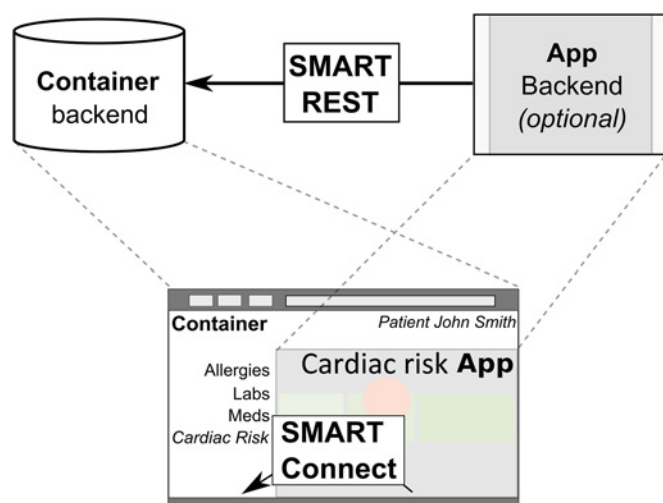 Container
backend
SMART
REST
App
Backend
(optional)
Container
Patient John Smith
Cardiac risk App
Allergies
Labs
Meds
Cardiac Risk
SMART
Connect